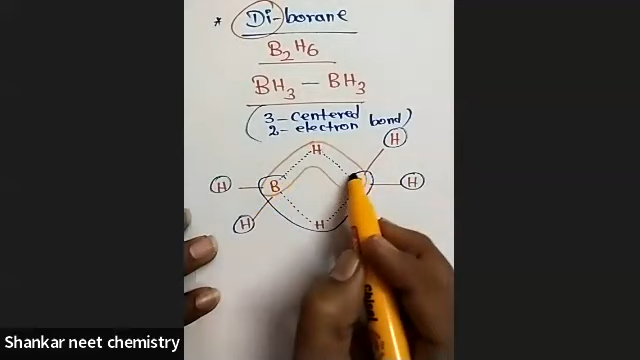 * Di-borane
B2H6
BH3 — BH3
(3-centered
2-electron bond)
H
H
H B H
H
H
Shankar neet chemistry